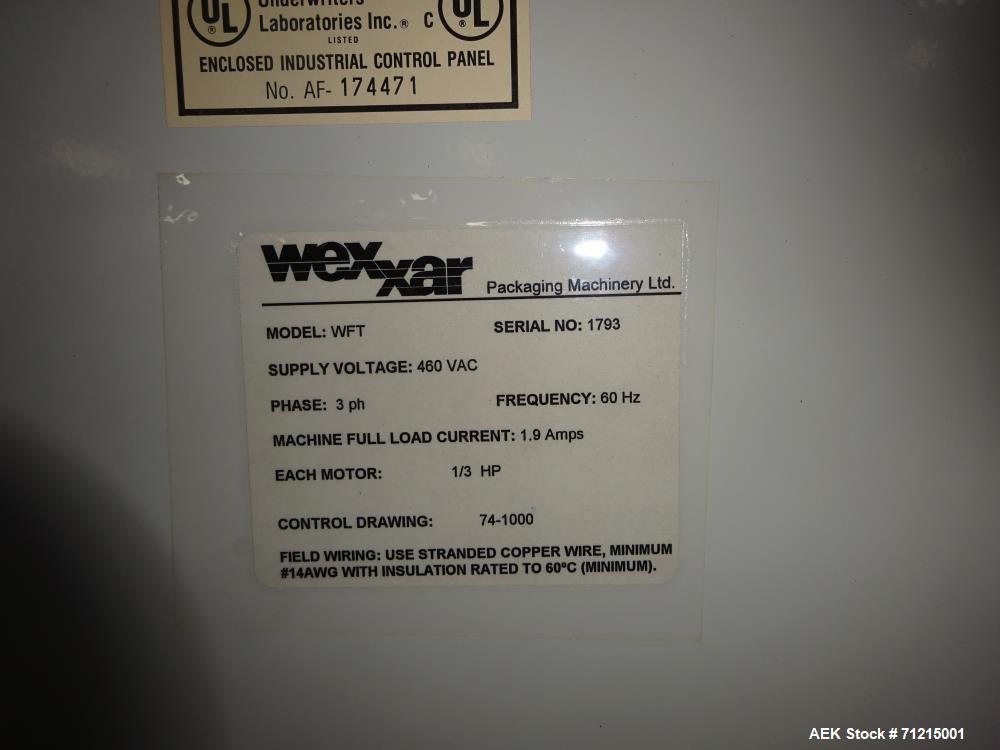 UL ® Underwriters
Laboratories Inc.® C UL ®
LISTED
ENCLOSED INDUSTRIAL CONTROL PANEL
No. AF- 174471
wexxar Packaging Machinery Ltd.
MODEL: WFT SERIAL NO: 1793
SUPPLY VOLTAGE: 460 VAC
PHASE: 3 ph FREQUENCY: 60 Hz
MACHINE FULL LOAD CURRENT: 1.9 Amps
EACH MOTOR: 1/3 HP
CONTROL DRAWING: 74-1000
FIELD WIRING: USE STRANDED COPPER WIRE, MINIMUM
#14AWG WITH INSULATION RATED TO 60ºC (MINIMUM).
AEK Stock # 71215001